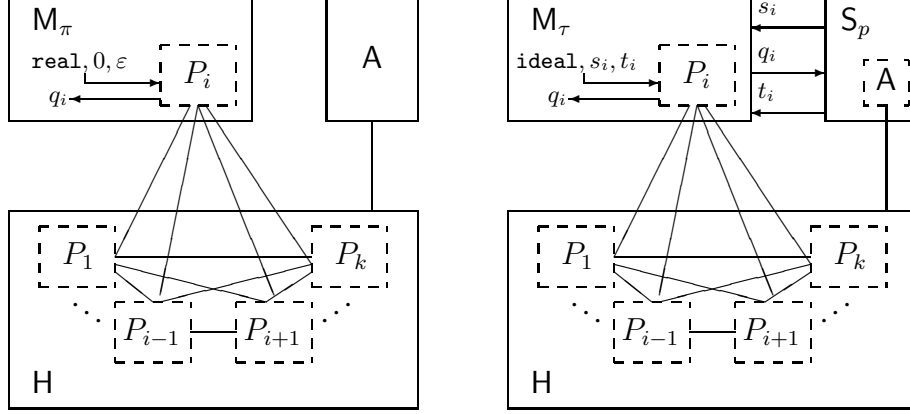 M_π
real, 0, ε
P_i
q_i
A
P_1
P_k
P_{i−1}
P_{i+1}
H
M_τ
ideal, s_i, t_i
P_i
q_i
s_i
q_i
t_i
S_p
A
P_1
P_k
P_{i−1}
P_{i+1}
H